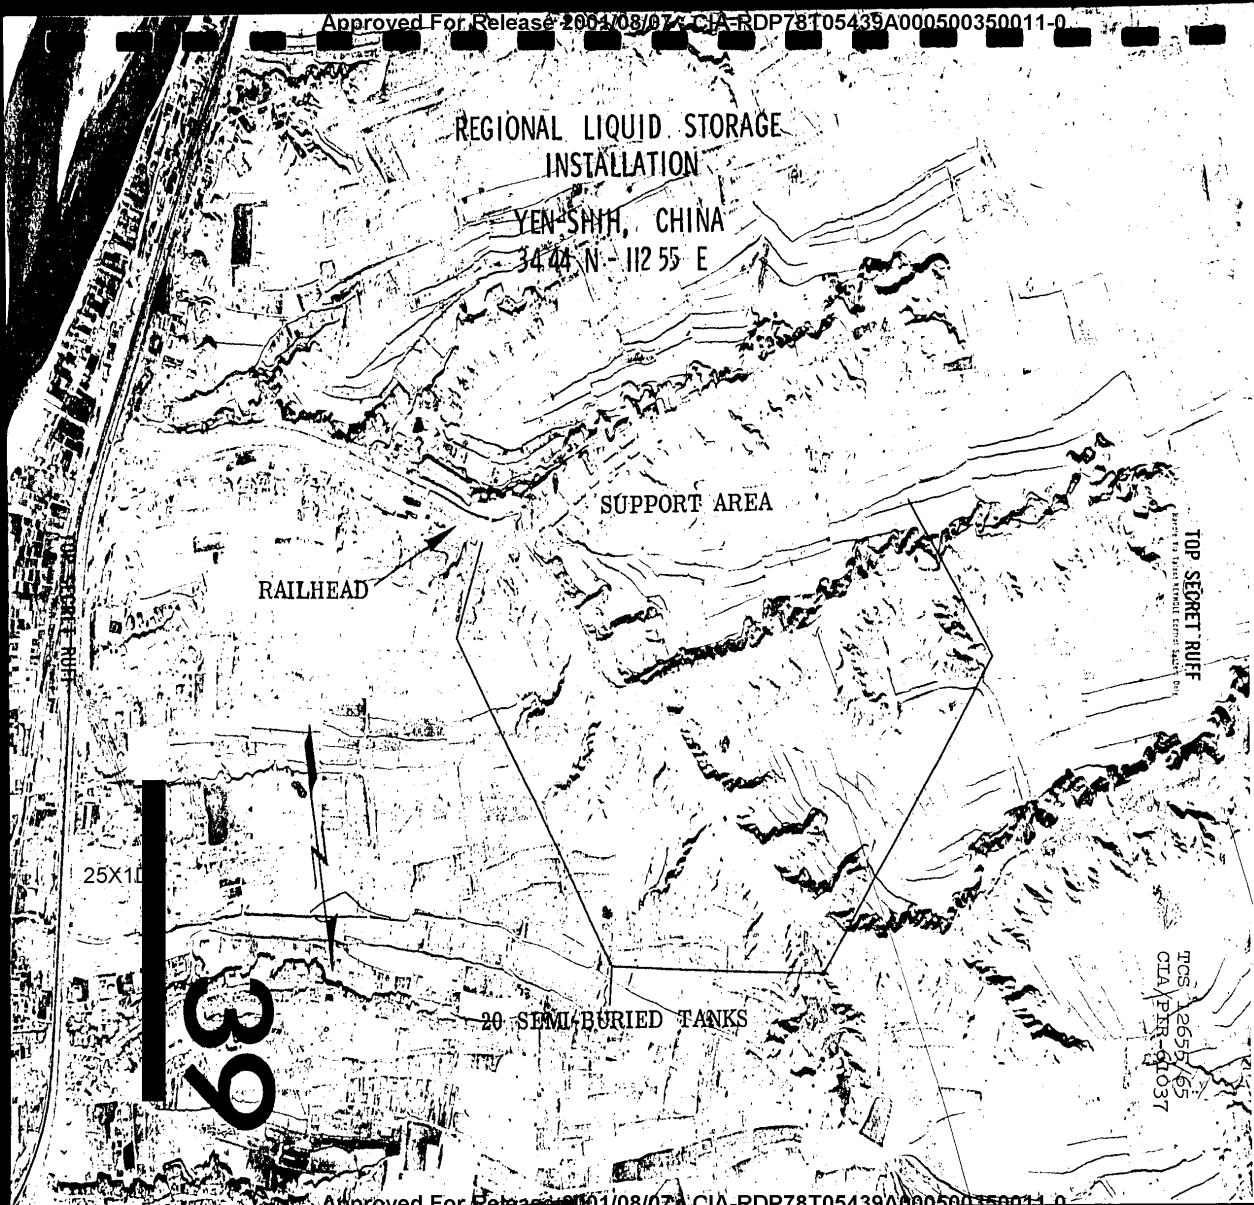 Approved For Release 2001/08/07 : CIA-RDP78T05439A000500350011-0
REGIONAL LIQUID STORAGE
INSTALLATION
YEN-SHIH, CHINA
34 44 N - 112 55 E
SUPPORT AREA
RAILHEAD
TOP SECRET RUFF
TOP SECRET RUFF
25X1D
39
20 SEMI-BURIED TANKS
TCS 12655/65
CIA/PIR-61037
Approved For Release 2001/08/07 : CIA-RDP78T05439A000500350011-0